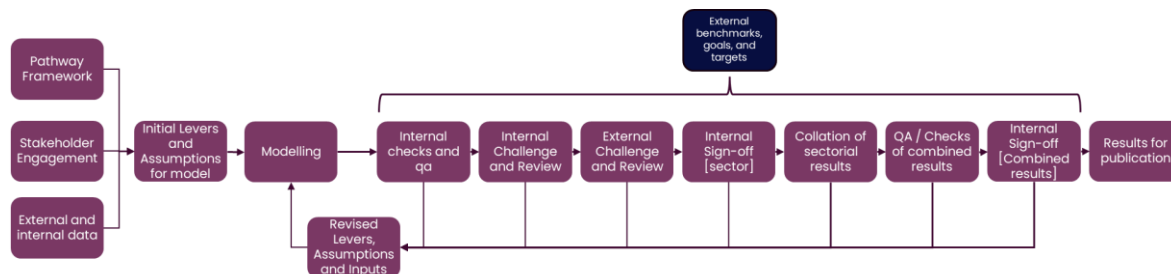 External
benchmarks,
goals, and
targets
Pathway
Framework
Stakeholder
Engagement
External and
internal data
Initial Levers
and
Assumptions
for model
Modelling
Internal
checks and
qa
Internal
Challenge
and Review
External
Challenge
and Review
Internal
Sign-off
[sector]
Collation of
sectorial
results
QA / Checks
of combined
results
Internal
Sign-off
[Combined
results]
Results for
publication
Revised Levers,
Assumptions
and Inputs